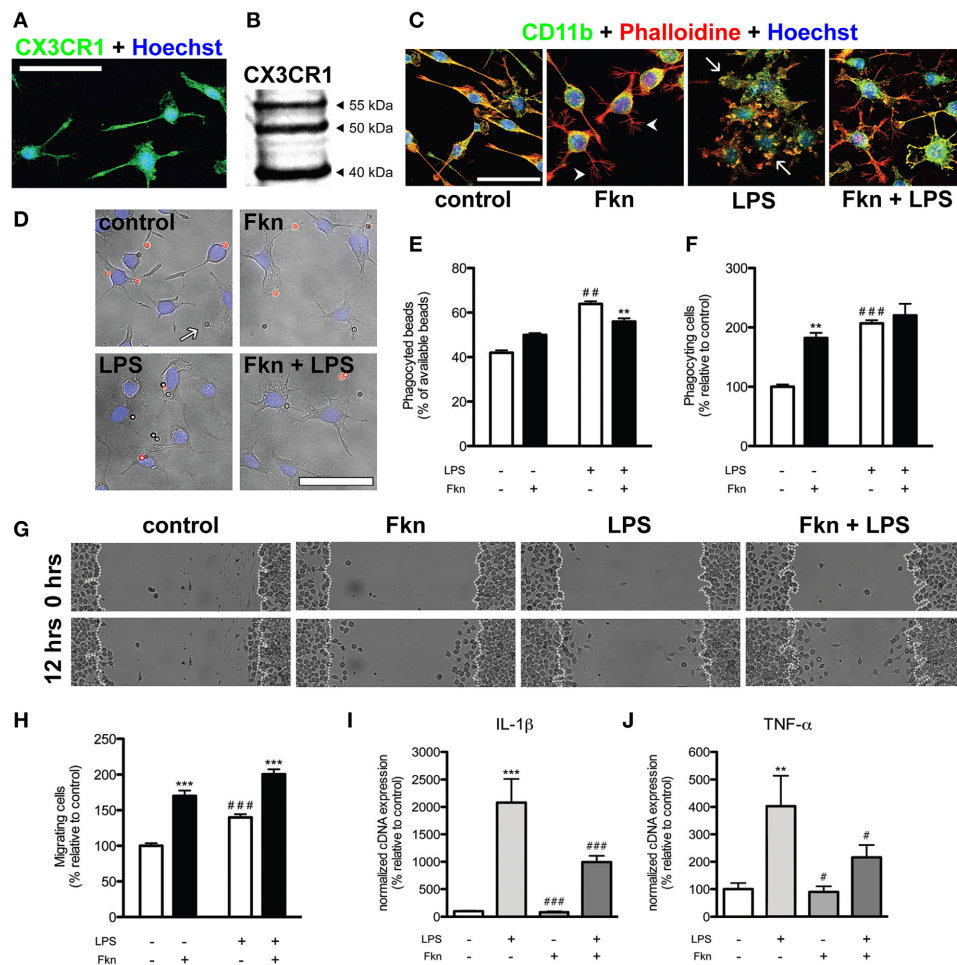 A
CX3CR1 + Hoechst
B
CX3CR1
55 kDa
50 kDa
40 kDa
C
CD11b + Phalloidine + Hoechst
control
Fkn
LPS
Fkn + LPS
D
control
Fkn
LPS
Fkn + LPS
E
Phagocyted beads
(% of available beads)
80
60
40
20
0
##
**
LPS - - + +
Fkn - + - +
F
Phagocyting cells
(% relative to control)
300
200
100
0
**
###
LPS - - + +
Fkn - + - +
G
control
Fkn
LPS
Fkn + LPS
0 hrs
12 hrs
H
Migrating cells
(% relative to control)
250
200
150
100
50
0
***
###
***
LPS - - + +
Fkn - + - +
I
IL-1β
normalized cDNA expression
(% relative to control)
3000
2500
2000
1500
1000
500
0
***
###
###
LPS - + - +
Fkn - - + +
J
TNF-α
normalized cDNA expression
(% relative to control)
600
500
400
300
200
100
0
**
#
#
LPS - + - +
Fkn - - + +